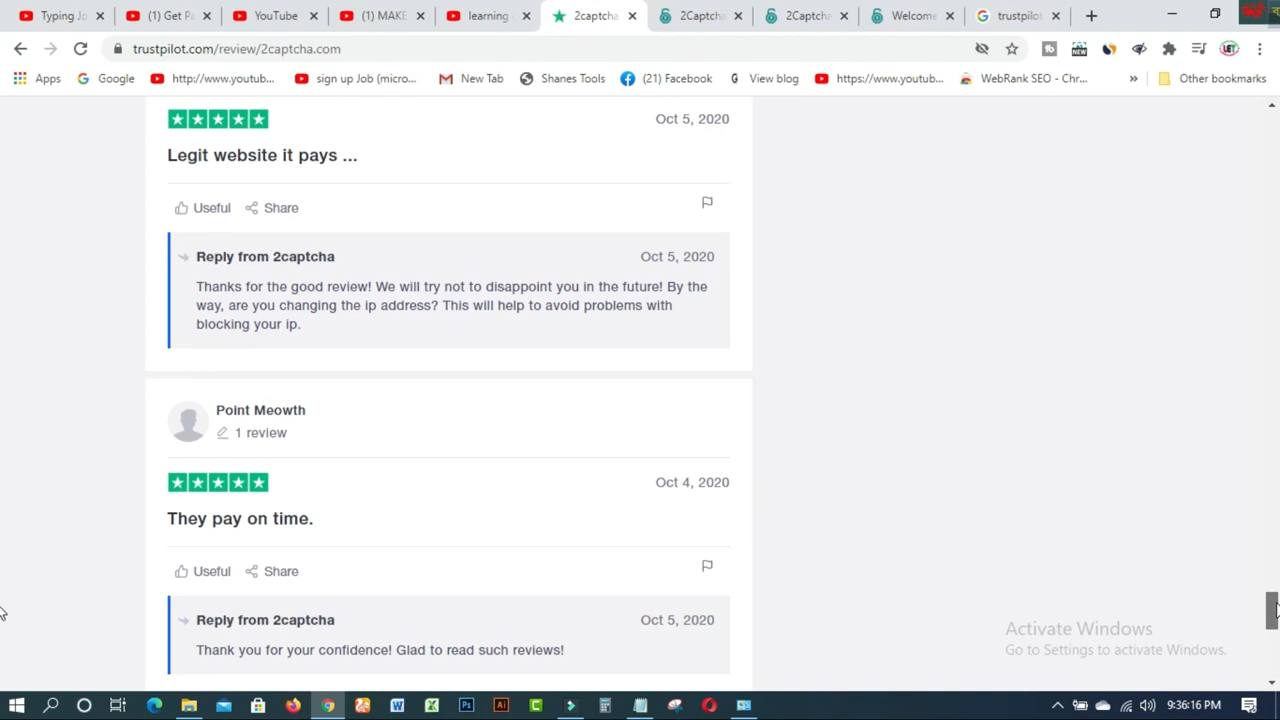 Typing Jo
(1) Get P
YouTube
(1) MAKE
learning
2captcha
2Captcha
2Captcha
Welcome
trustpilot
trustpilot.com/review/2captcha.com
Apps
Google
http://www.youtub...
sign up Job (micro...
New Tab
Shanes Tools
(21) Facebook
View blog
https://www.youtub...
WebRank SEO - Chr...
»
Other bookmarks
Oct 5, 2020
Legit website it pays ...
Useful Share
Reply from 2captcha Oct 5, 2020
Thanks for the good review! We will try not to disappoint you in the future! By the
way, are you changing the ip address? This will help to avoid problems with
blocking your ip.
Point Meowth
1 review
Oct 4, 2020
They pay on time.
Useful Share
Reply from 2captcha Oct 5, 2020
Thank you for your confidence! Glad to read such reviews!
Activate Windows
Go to Settings to activate Windows.
9:36:16 PM